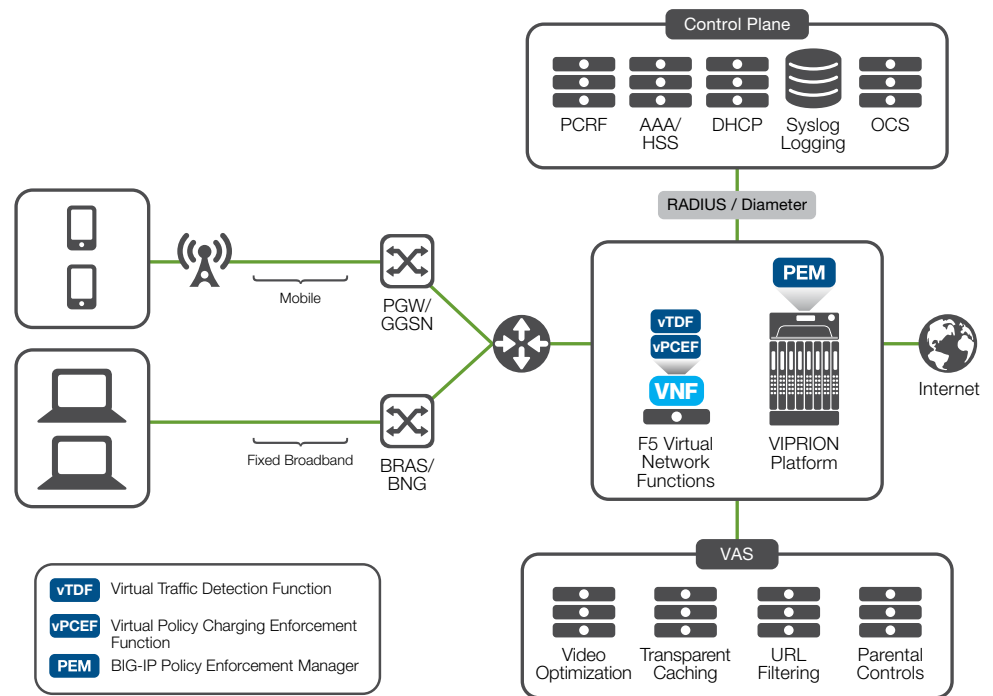 Control Plane
PCRF
AAA/
HSS
DHCP
Syslog
Logging
OCS
RADIUS / Diameter
Mobile
PGW/
GGSN
Fixed Broadband
BRAS/
BNG
vTDF
vPCEF
VNF
F5 Virtual
Network
Functions
PEM
VIPRION
Platform
Internet
VAS
Video
Optimization
Transparent
Caching
URL
Filtering
Parental
Controls
vTDF Virtual Traffic Detection Function
vPCEF Virtual Policy Charging Enforcement
Function
PEM BIG-IP Policy Enforcement Manager